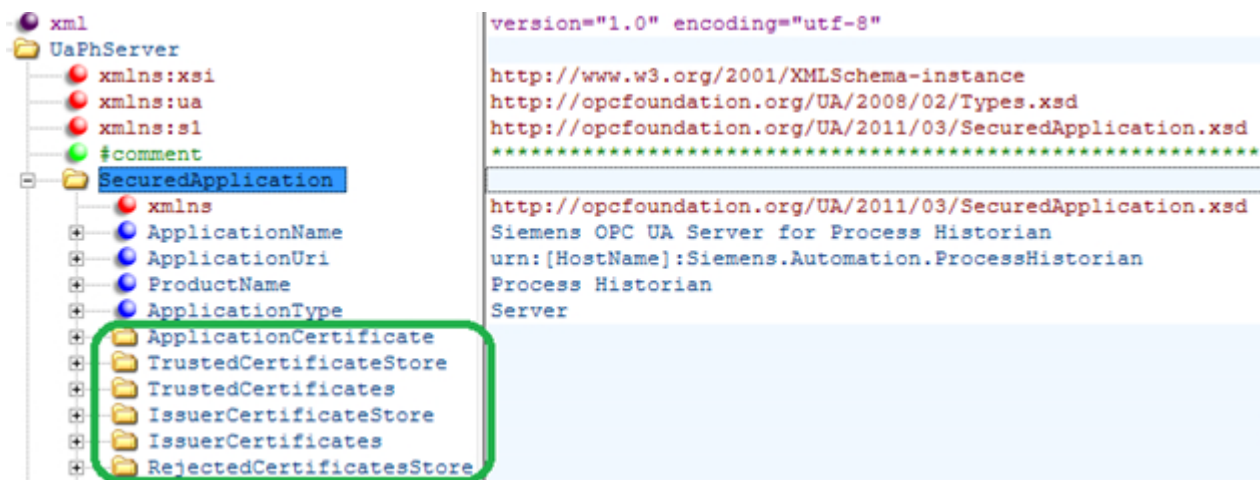 xml version="1.0" encoding="utf-8"
UaPhServer
xmlns:xsi http://www.w3.org/2001/XMLSchema-instance
xmlns:ua http://opcfoundation.org/UA/2008/02/Types.xsd
xmlns:s1 http://opcfoundation.org/UA/2011/03/SecuredApplication.xsd
#comment ***********************************************************
SecuredApplication
xmlns http://opcfoundation.org/UA/2011/03/SecuredApplication.xsd
ApplicationName Siemens OPC UA Server for Process Historian
ApplicationUri urn:[HostName]:Siemens.Automation.ProcessHistorian
ProductName Process Historian
ApplicationType Server
ApplicationCertificate
TrustedCertificateStore
TrustedCertificates
IssuerCertificateStore
IssuerCertificates
RejectedCertificatesStore